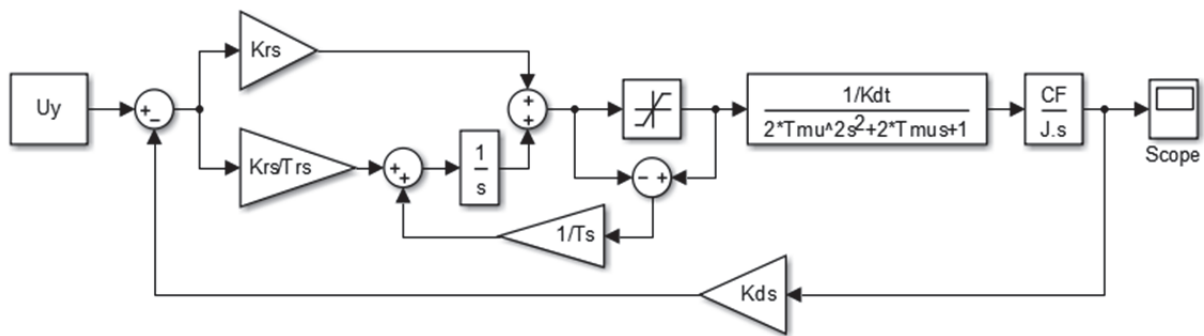 Krs
Uy
+
−
+
+
1/Kdt
2*Tmu^2s²+2*Tmus+1
CF
J.s
Scope
Krs/Trs
+
+
1
s
− +
1/Ts
Kds